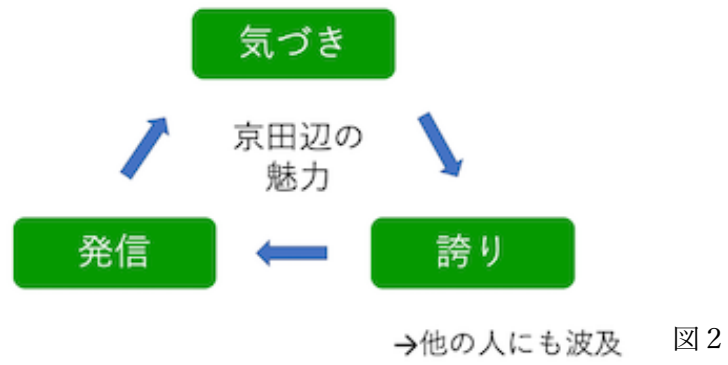 気づき
京田辺の
魅力
発信
誇り
→他の人にも波及
図２